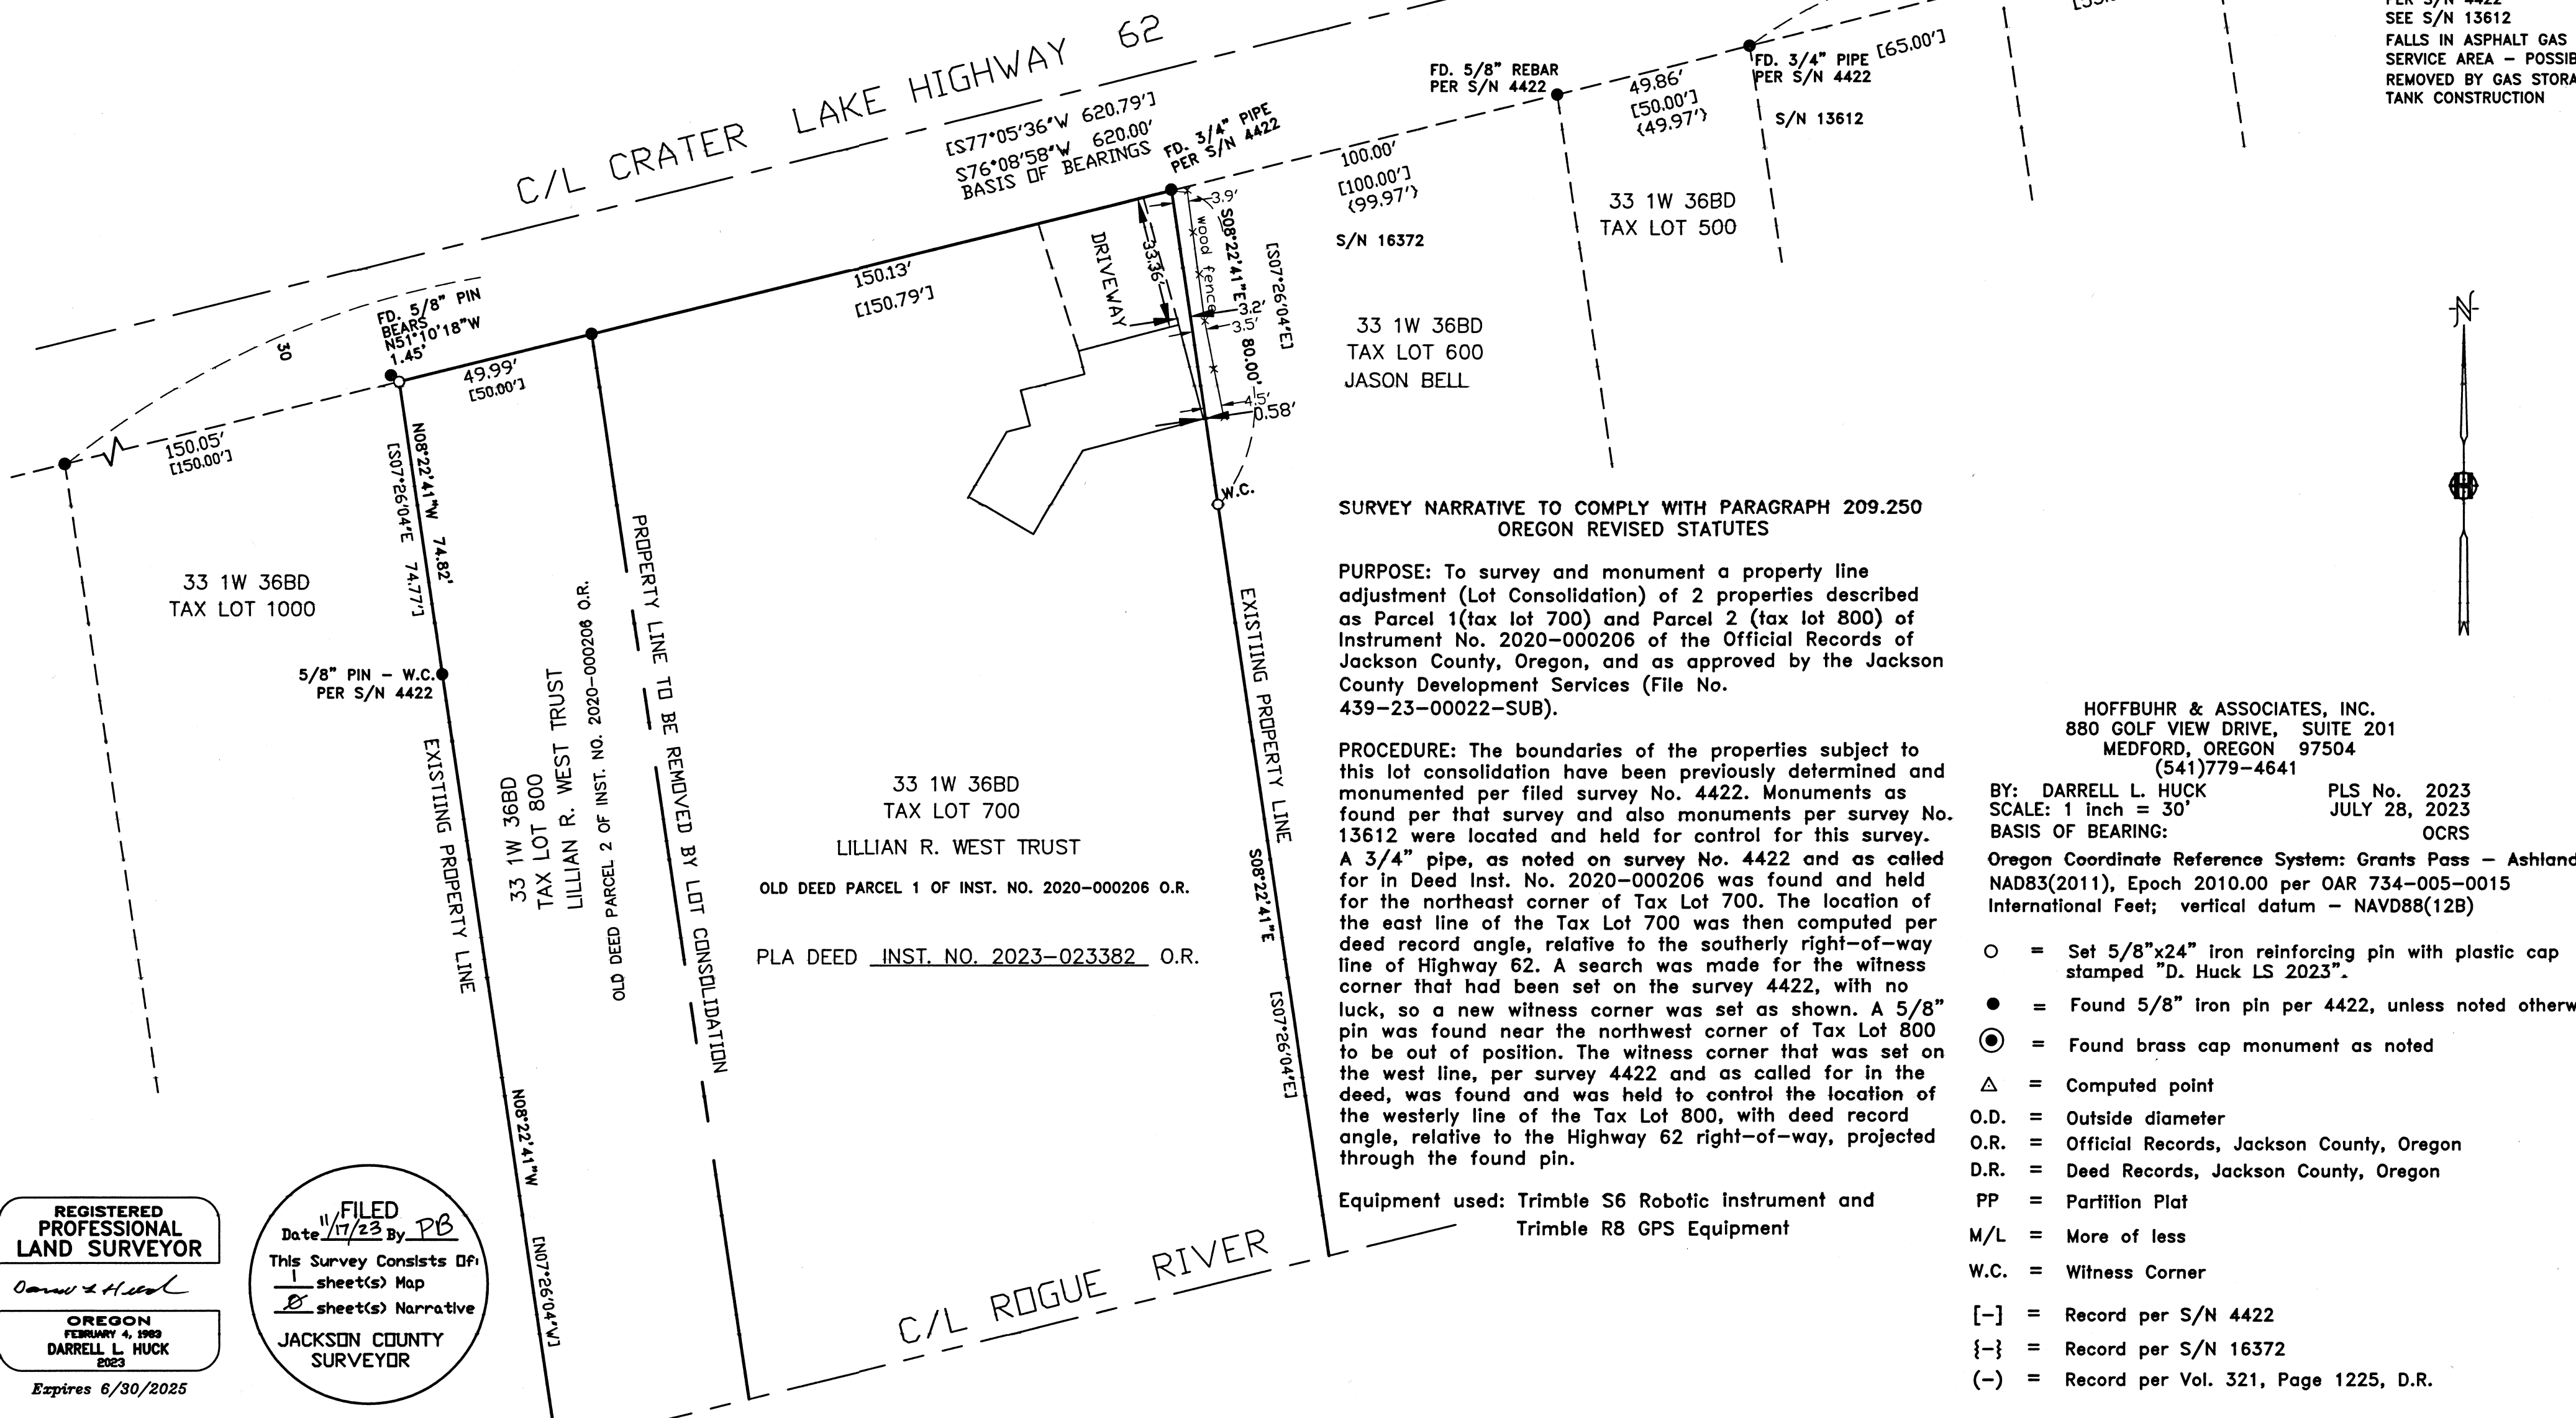 C/L CRATER LAKE HIGHWAY 62
[S77°05'36"W 620.79']
S76°08'58"W 620.00'
BASIS OF BEARINGS
FD. 3/4" PIPE
PER S/N 4422
FD. 5/8" REBAR
PER S/N 4422
49.86'
[50.00']
{49.97'}
FD. 3/4" PIPE
PER S/N 4422
[65.00']
S/N 13612
SEE S/N 13612
FALLS IN ASPHALT GAS
SERVICE AREA – POSSIB
REMOVED BY GAS STORA
TANK CONSTRUCTION
100.00'
[100.00']
{99.97'}
S/N 16372
33 1W 36BD
TAX LOT 500
33 1W 36BD
TAX LOT 600
JASON BELL
150.13'
[150.79']
DRIVEWAY
33.36'
wood fence
3.9'
S08°22'41"E 80.00'
[S07°26'04"E]
3.2'
3.5'
4.5'
0.58'
W.C.
FD. 5/8" PIN
BEARS
N51°10'18"W
1.45'
30
49.99'
[50.00']
150.05'
[150.00']
N08°22'41"W 74.82'
[S07°26'04"E 74.77']
33 1W 36BD
TAX LOT 1000
5/8" PIN – W.C.
PER S/N 4422
EXISTIING PROPERTY LINE
N08°22'41"W
[N07°26'04"W]
33 1W 36BD
TAX LOT 800
LILLIAN R. WEST TRUST
OLD DEED PARCEL 2 OF INST. NO. 2020-000206 O.R.
PROPERTY LINE TO BE REMOVED BY LOT CONSOLIDATION
33 1W 36BD
TAX LOT 700
LILLIAN R. WEST TRUST
OLD DEED PARCEL 1 OF INST. NO. 2020-000206 O.R.
PLA DEED INST. NO. 2023-023382 O.R.
EXISTING PROPERTY LINE
S08°22'41"E
[S07°26'04"E]
C/L ROGUE RIVER
SURVEY NARRATIVE TO COMPLY WITH PARAGRAPH 209.250
OREGON REVISED STATUTES
PURPOSE: To survey and monument a property line
adjustment (Lot Consolidation) of 2 properties described
as Parcel 1(tax lot 700) and Parcel 2 (tax lot 800) of
Instrument No. 2020-000206 of the Official Records of
Jackson County, Oregon, and as approved by the Jackson
County Development Services (File No.
439-23-00022-SUB).
PROCEDURE: The boundaries of the properties subject to
this lot consolidation have been previously determined and
monumented per filed survey No. 4422. Monuments as
found per that survey and also monuments per survey No.
13612 were located and held for control for this survey.
A 3/4" pipe, as noted on survey No. 4422 and as called
for in Deed Inst. No. 2020-000206 was found and held
for the northeast corner of Tax Lot 700. The location of
the east line of the Tax Lot 700 was then computed per
deed record angle, relative to the southerly right-of-way
line of Highway 62. A search was made for the witness
corner that had been set on the survey 4422, with no
luck, so a new witness corner was set as shown. A 5/8"
pin was found near the northwest corner of Tax Lot 800
to be out of position. The witness corner that was set on
the west line, per survey 4422 and as called for in the
deed, was found and was held to control the location of
the westerly line of the Tax Lot 800, with deed record
angle, relative to the Highway 62 right-of-way, projected
through the found pin.
Equipment used: Trimble S6 Robotic instrument and
Trimble R8 GPS Equipment
N
H
HOFFBUHR & ASSOCIATES, INC.
880 GOLF VIEW DRIVE, SUITE 201
MEDFORD, OREGON 97504
(541)779-4641
BY: DARRELL L. HUCK PLS No. 2023
SCALE: 1 inch = 30' JULY 28, 2023
BASIS OF BEARING: OCRS
Oregon Coordinate Reference System: Grants Pass – Ashland
NAD83(2011), Epoch 2010.00 per OAR 734-005-0015
International Feet; vertical datum – NAVD88(12B)
○ = Set 5/8"x24" iron reinforcing pin with plastic cap
stamped "D. Huck LS 2023".
● = Found 5/8" iron pin per 4422, unless noted otherw
= Found brass cap monument as noted
△ = Computed point
O.D. = Outside diameter
O.R. = Official Records, Jackson County, Oregon
D.R. = Deed Records, Jackson County, Oregon
PP = Partition Plat
M/L = More of less
W.C. = Witness Corner
[-] = Record per S/N 4422
{-} = Record per S/N 16372
(-) = Record per Vol. 321, Page 1225, D.R.
REGISTERED
PROFESSIONAL
LAND SURVEYOR
OREGON
FEBRUARY 4, 1983
DARRELL L. HUCK
2023
Expires 6/30/2025
FILED
Date 11/17/23 By PB
This Survey Consists Of:
1 sheet(s) Map
0 sheet(s) Narrative
JACKSON COUNTY
SURVEYOR